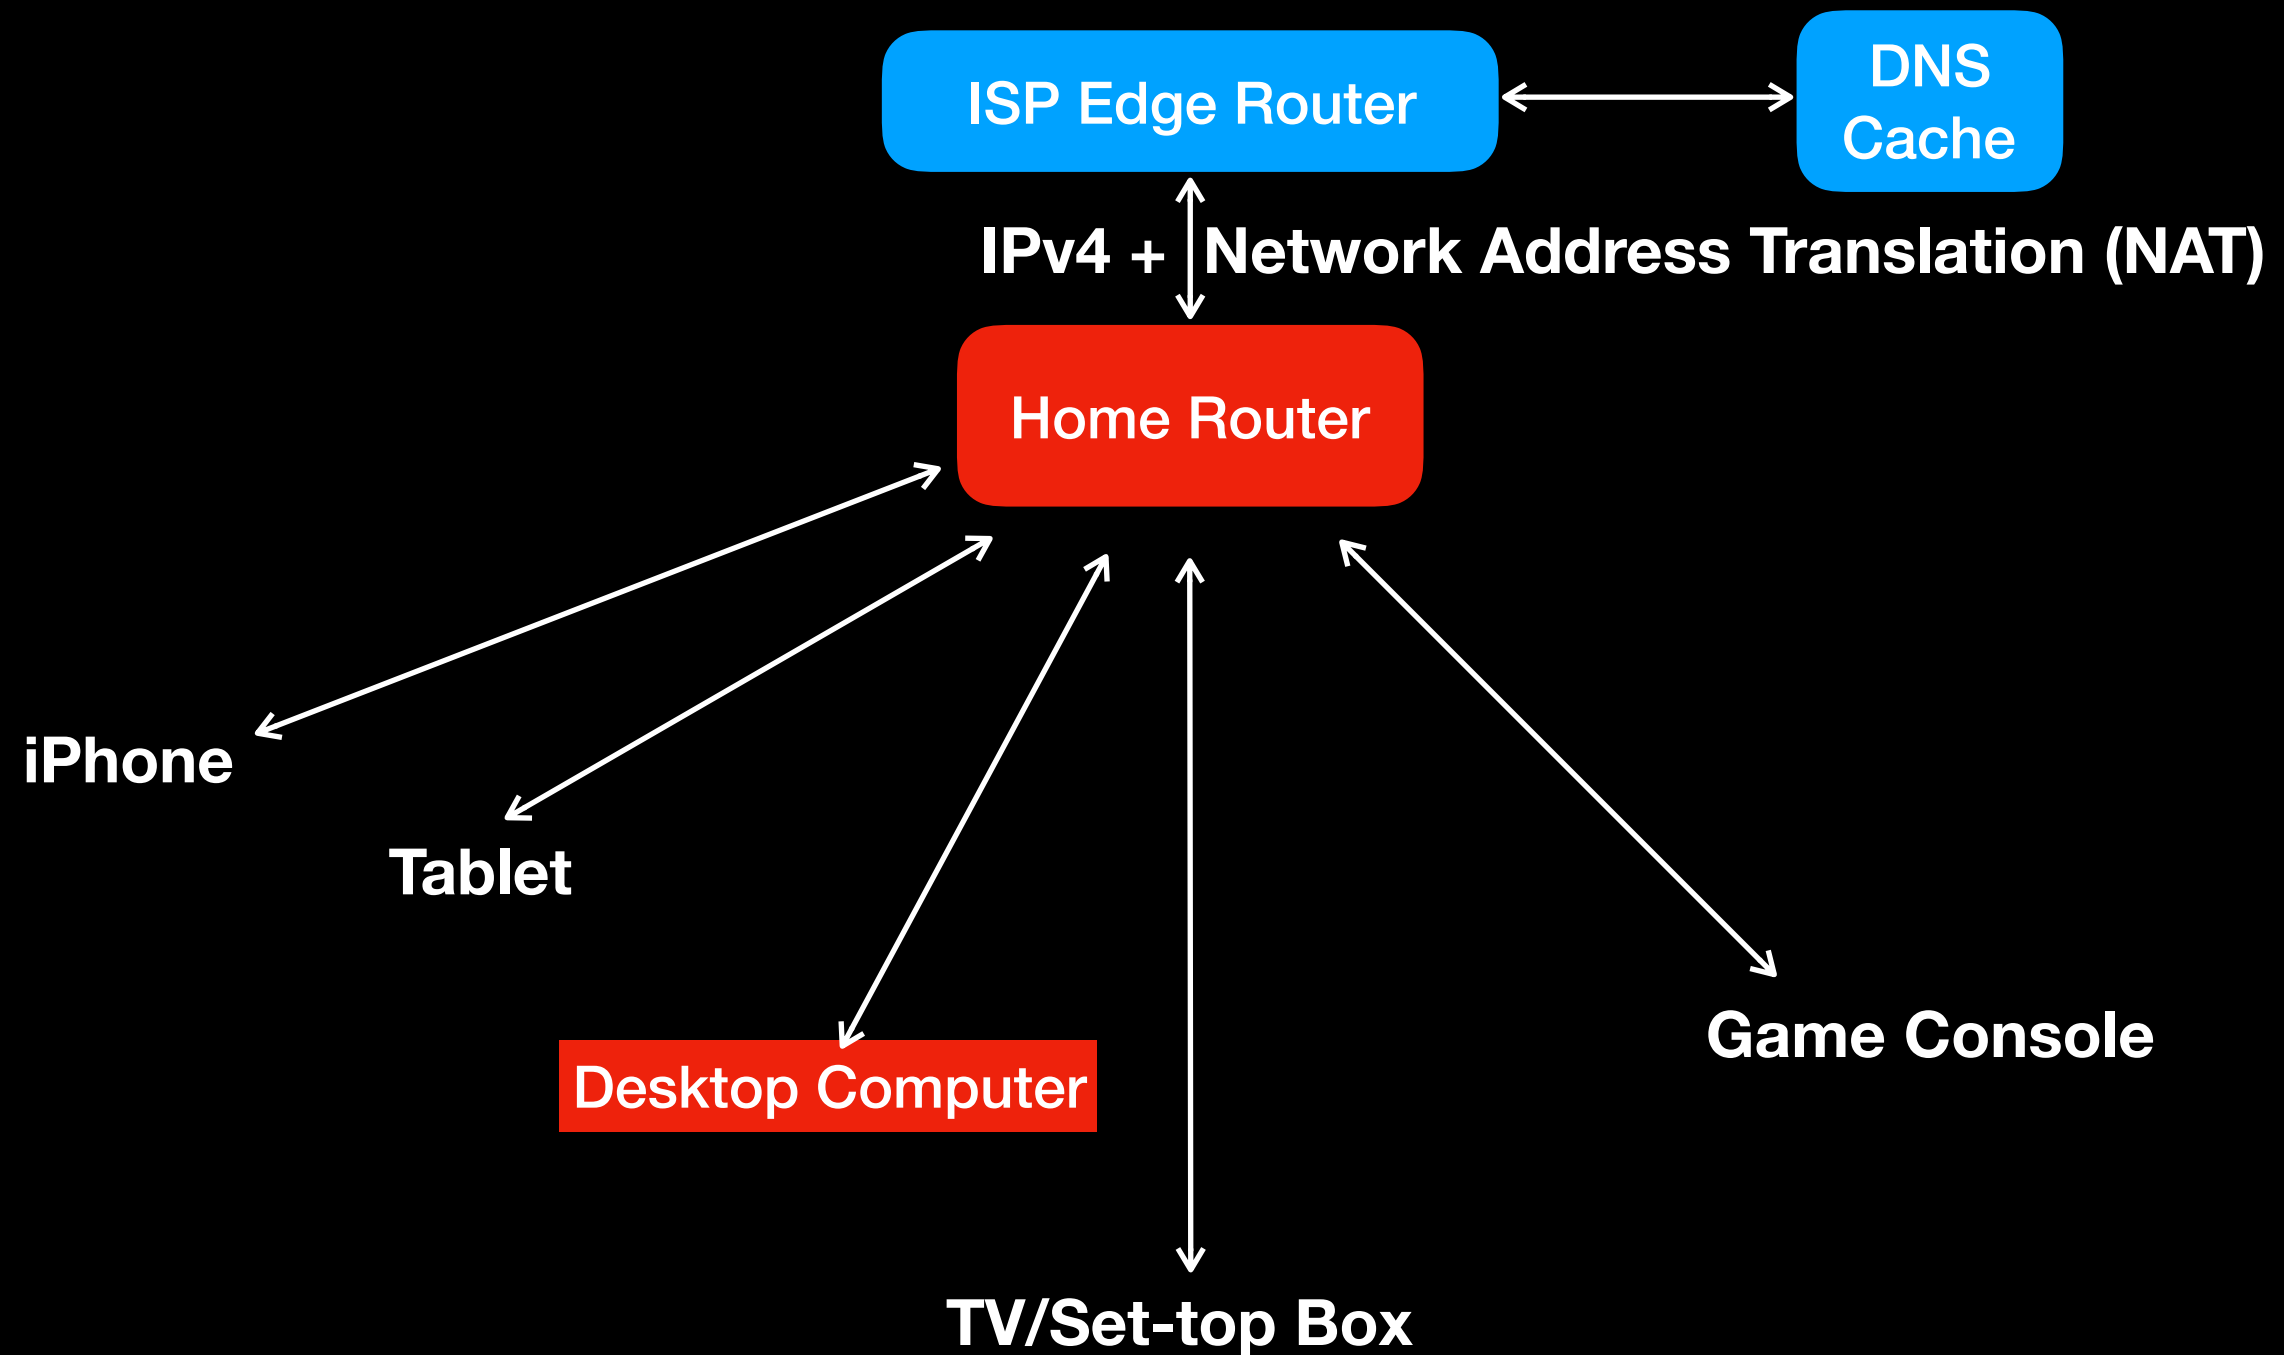 ISP Edge Router
DNS
Cache
IPv4 + Network Address Translation (NAT)
Home Router
iPhone
Tablet
Desktop Computer
Game Console
TV/Set-top Box